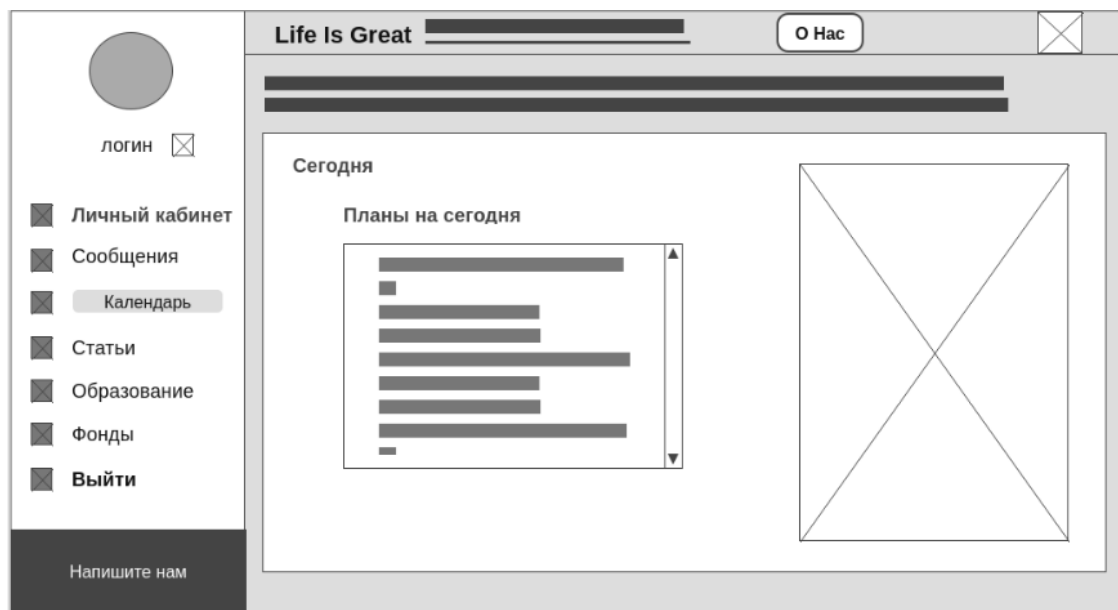 Life Is Great
О Нас
логин
Личный кабинет
Сообщения
Календарь
Статьи
Образование
Фонды
Выйти
Напишите нам
Сегодня
Планы на сегодня